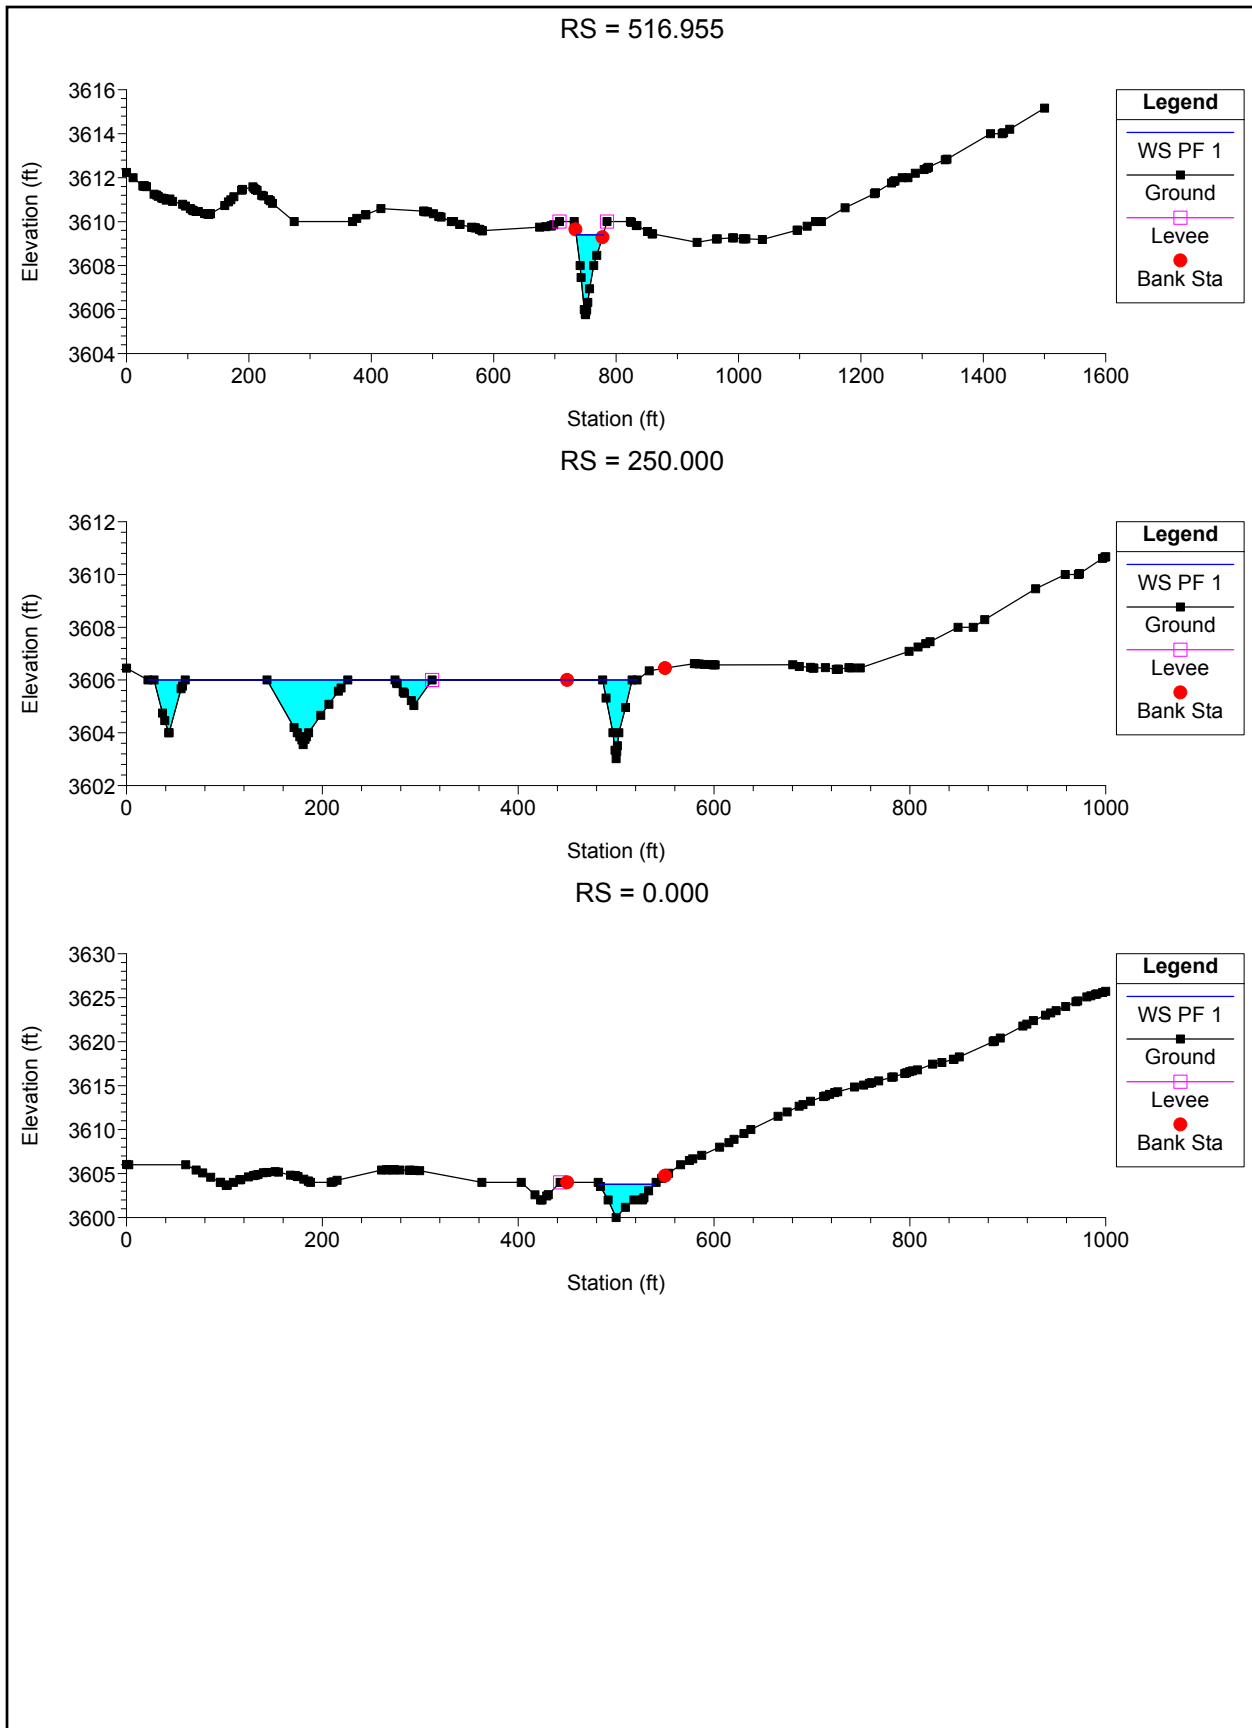 RS = 516.955
3616
3614
3612
3610
3608
3606
3604
Elevation (ft)
0 200 400 600 800 1000 1200 1400 1600
Station (ft)
Legend
WS PF 1
Ground
Levee
Bank Sta
RS = 250.000
3612
3610
3608
3606
3604
3602
Elevation (ft)
0 200 400 600 800 1000
Station (ft)
Legend
WS PF 1
Ground
Levee
Bank Sta
RS = 0.000
3630
3625
3620
3615
3610
3605
3600
Elevation (ft)
0 200 400 600 800 1000
Station (ft)
Legend
WS PF 1
Ground
Levee
Bank Sta